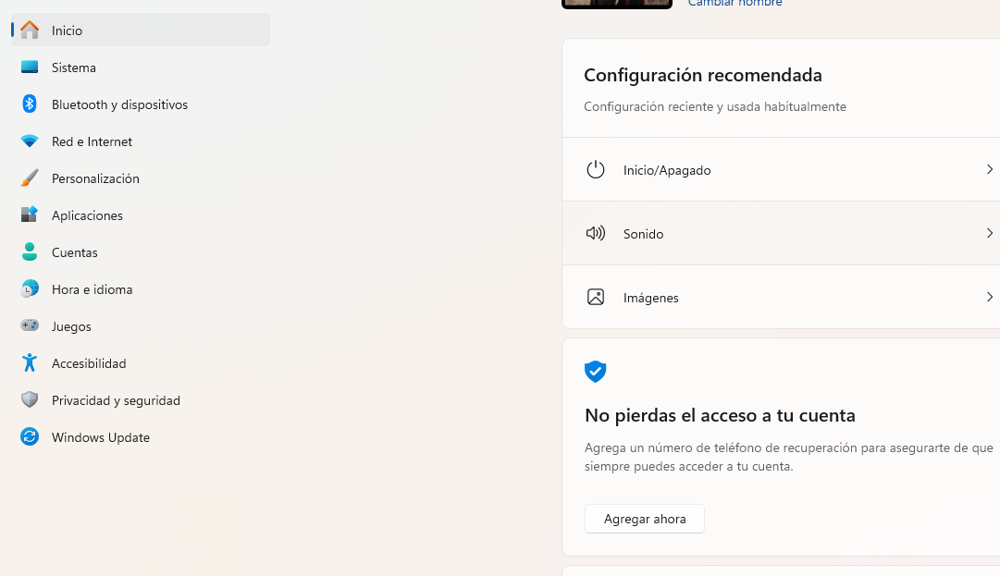 Cambiar nombre
Inicio
Sistema
Bluetooth y dispositivos
Red e Internet
Personalización
Aplicaciones
Cuentas
Hora e idioma
Juegos
Accesibilidad
Privacidad y seguridad
Windows Update
Configuración recomendada
Configuración reciente y usada habitualmente
Inicio/Apagado
Sonido
Imágenes
No pierdas el acceso a tu cuenta
Agrega un número de teléfono de recuperación para asegurarte de que
siempre puedes acceder a tu cuenta.
Agregar ahora